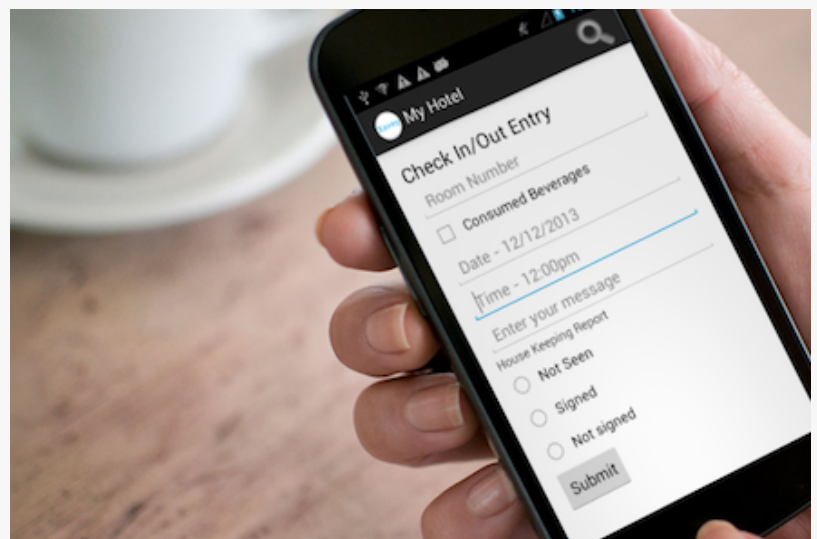 My Hotel
Check In/Out Entry
Room Number
Consumed Beverages
Date - 12/12/2013
Time - 12:00pm
Enter your message
House Keeping Report
Not Seen
Signed
Not signed
Submit